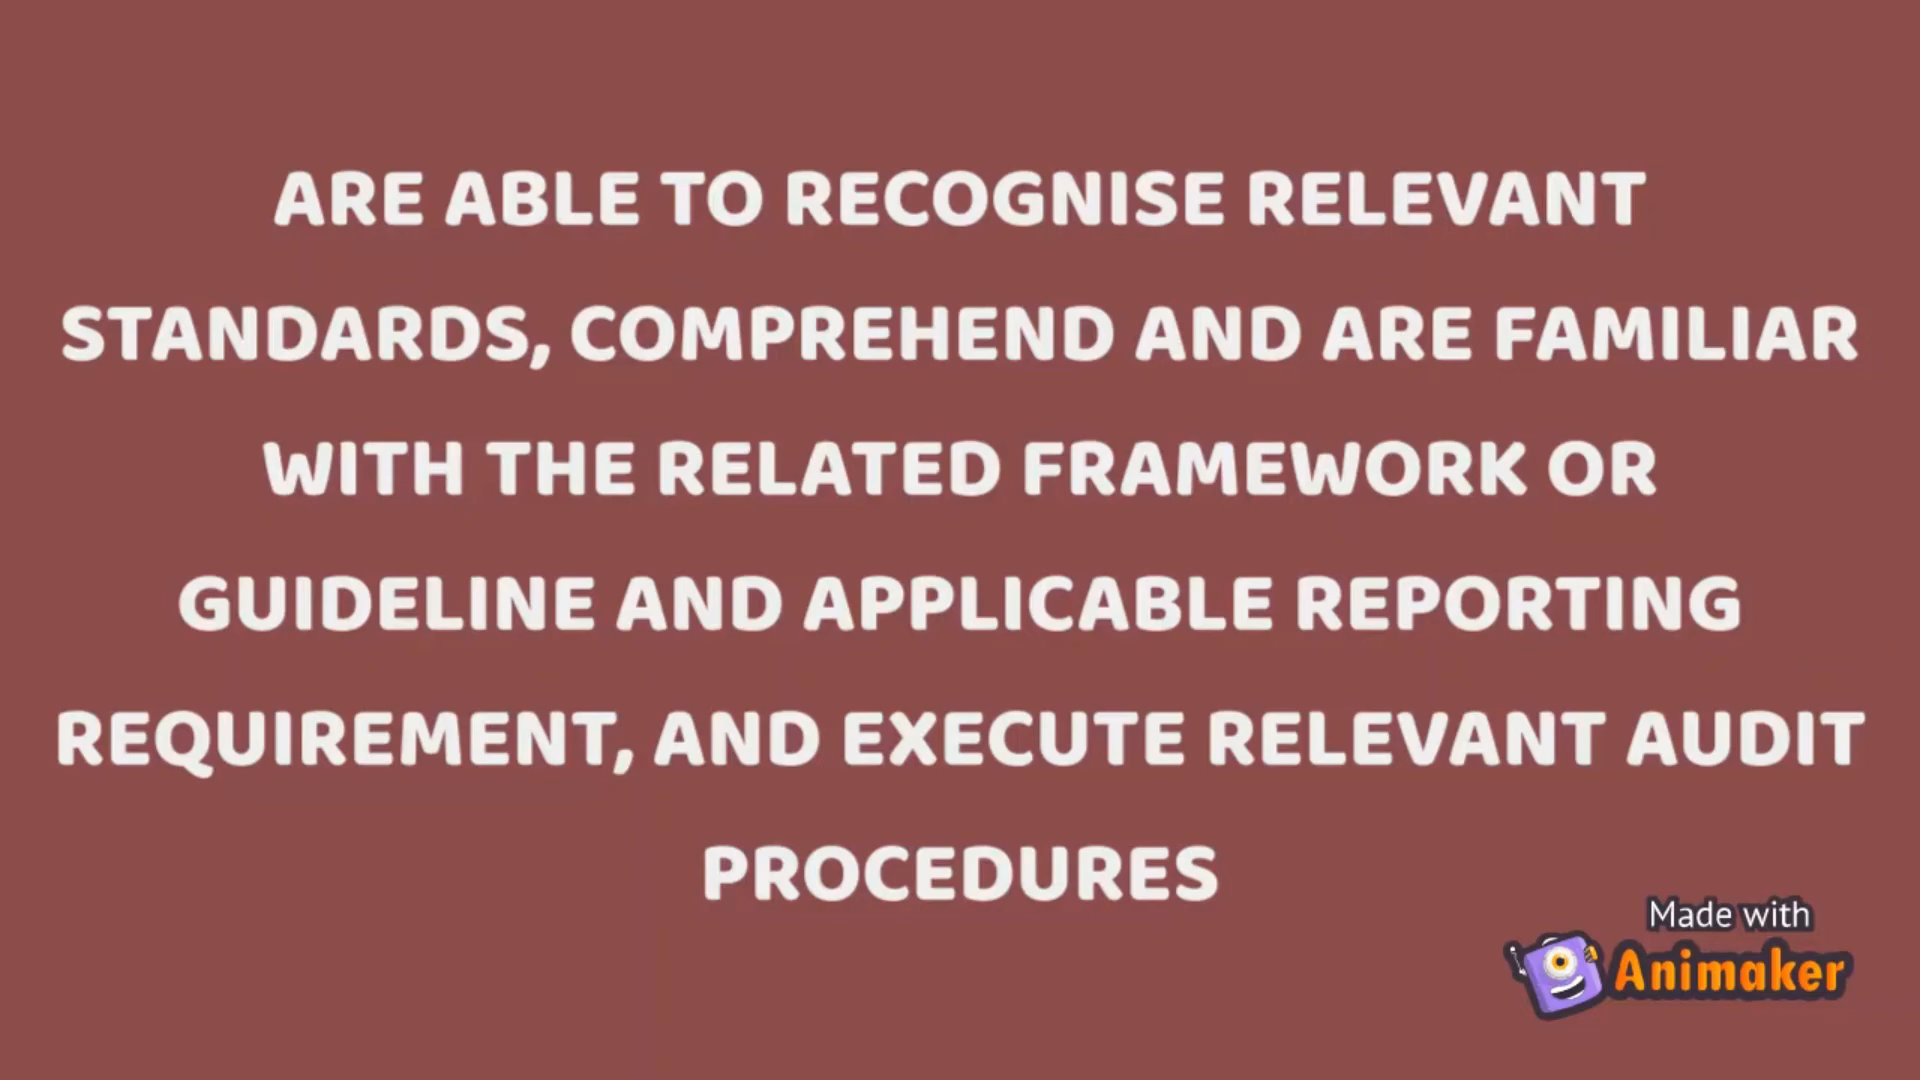 ARE ABLE TO RECOGNISE RELEVANT
STANDARDS, COMPREHEND AND ARE FAMILIAR
WITH THE RELATED FRAMEWORK OR
GUIDELINE AND APPLICABLE REPORTING
REQUIREMENT, AND EXECUTE RELEVANT AUDIT
PROCEDURES
Made with
Animaker